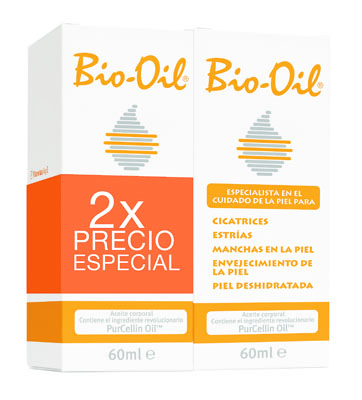 Bio-Oil®
2x
PRECIO
ESPECIAL
Aceite corporal
Contiene el ingrediente revolucionario
PurCellin Oil™
60ml e
Bio-Oil®
ESPECIALISTA EN EL
CUIDADO DE LA PIEL PARA
CICATRICES
ESTRÍAS
MANCHAS EN LA PIEL
ENVEJECIMIENTO DE
LA PIEL
PIEL DESHIDRATADA
Aceite corporal
Contiene el ingrediente revolucionario
PurCellin Oil™
60ml e